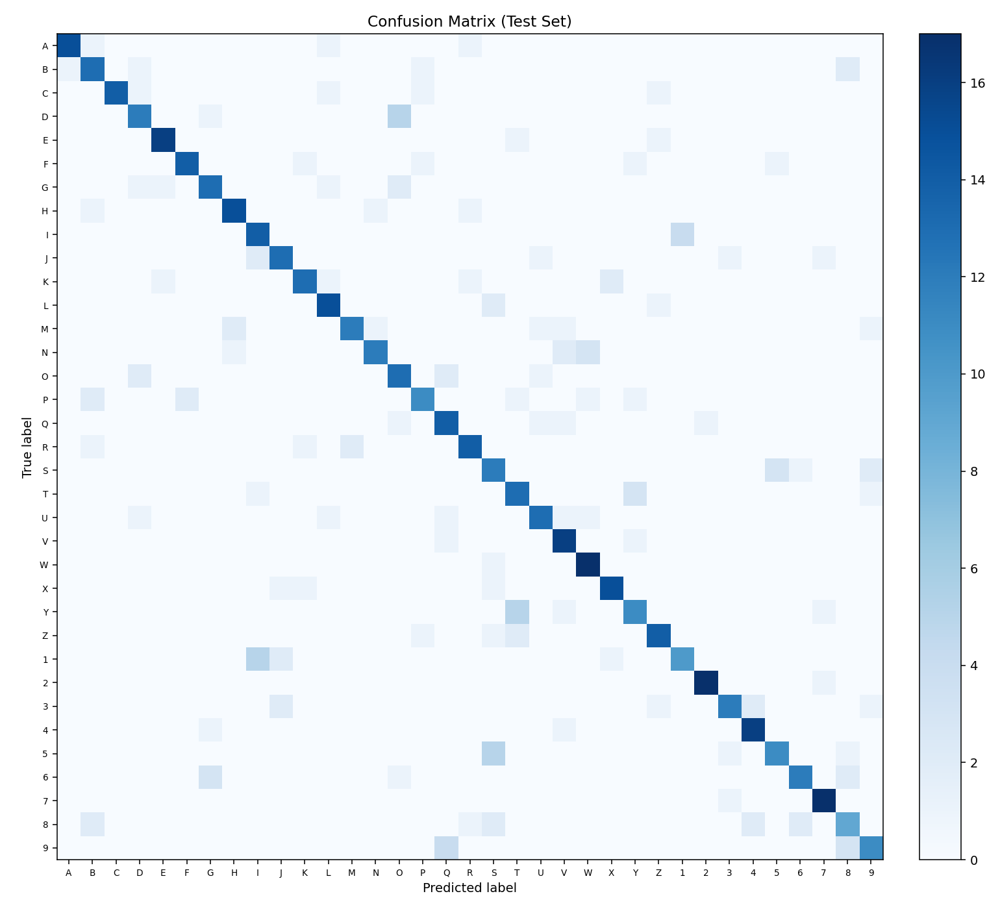 Confusion Matrix (Test Set)
True label
A
B
C
D
E
F
G
H
I
J
K
L
M
N
O
P
Q
R
S
T
U
V
W
X
Y
Z
1
2
3
4
5
6
7
8
9
A B C D E F G H I J K L M N O P Q R S T U V W X Y Z 1 2 3 4 5 6 7 8 9
Predicted label
16
14
12
10
8
6
4
2
0